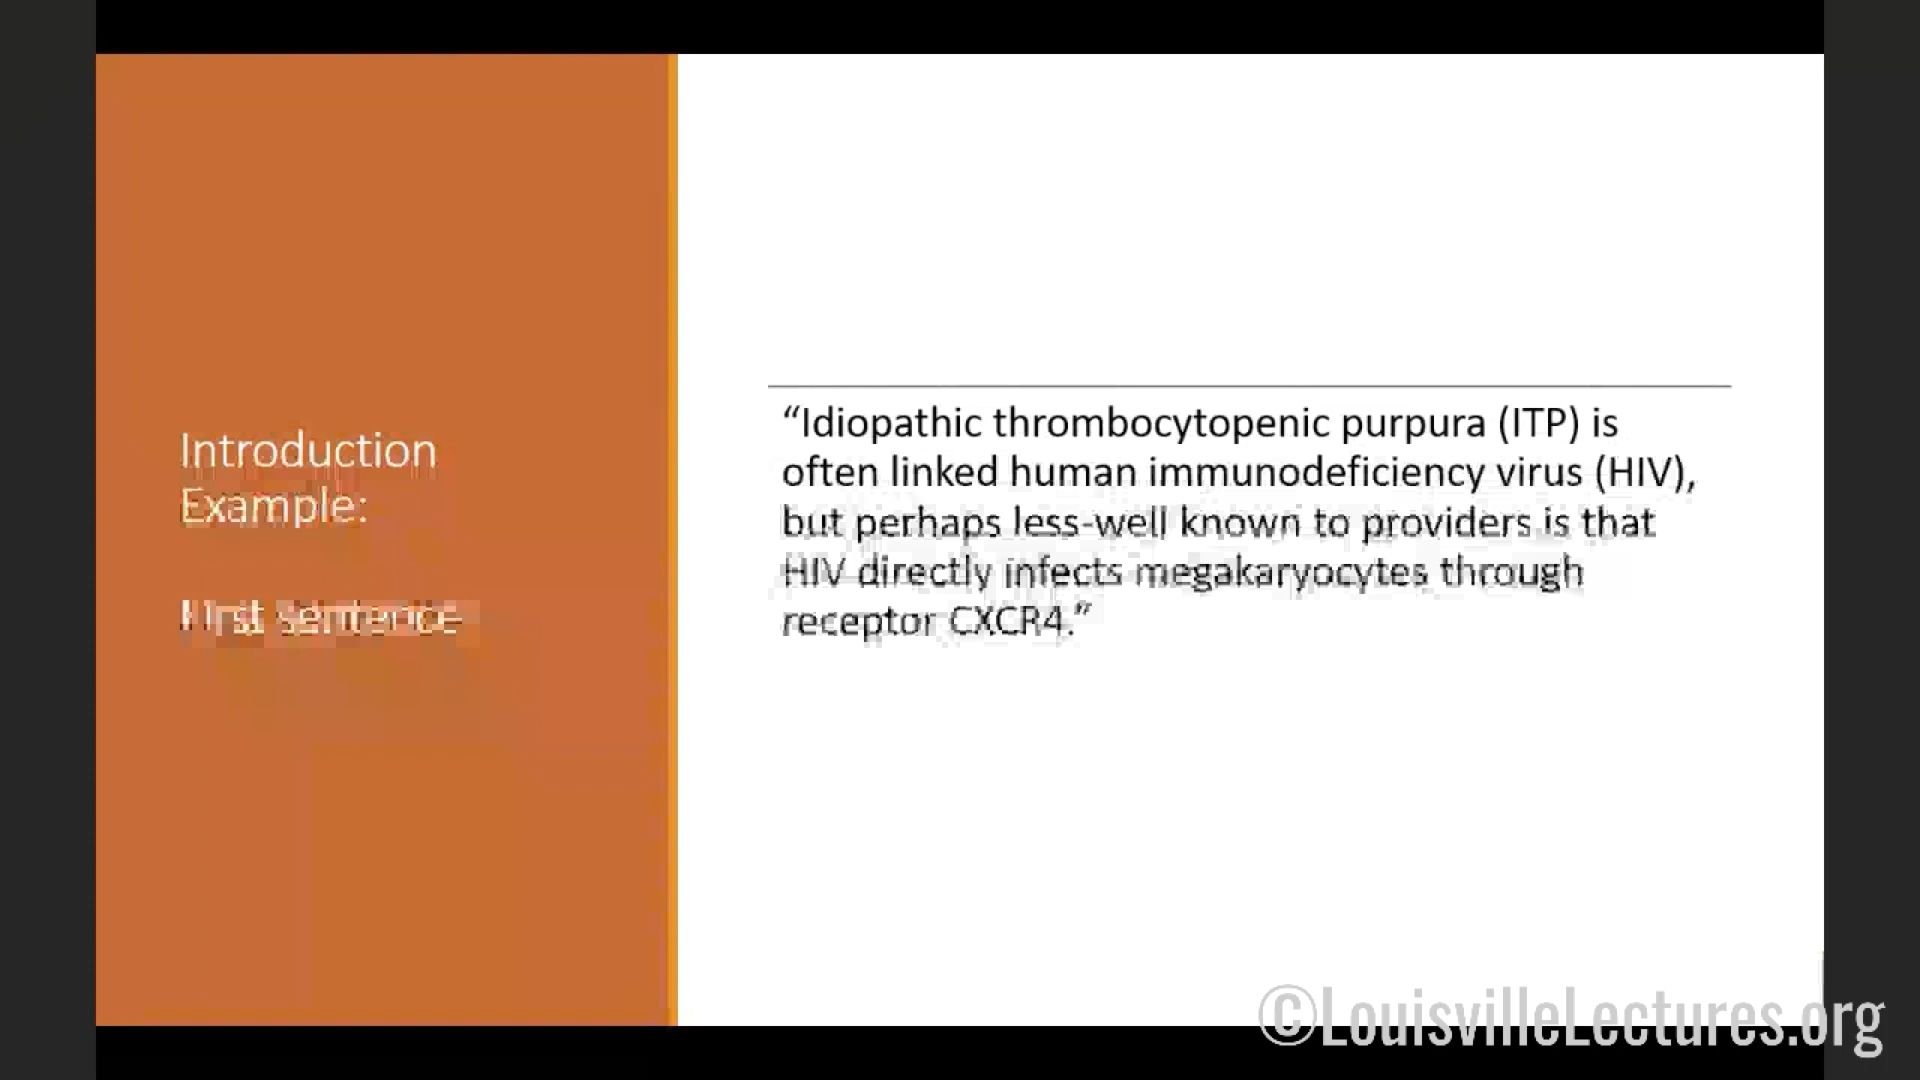 Introduction
Example:
First sentence
“Idiopathic thrombocytopenic purpura (ITP) is
often linked human immunodeficiency virus (HIV),
but perhaps less-well known to providers is that
HIV directly infects megakaryocytes through
receptor CXCR4.”
©LouisvilleLectures.org